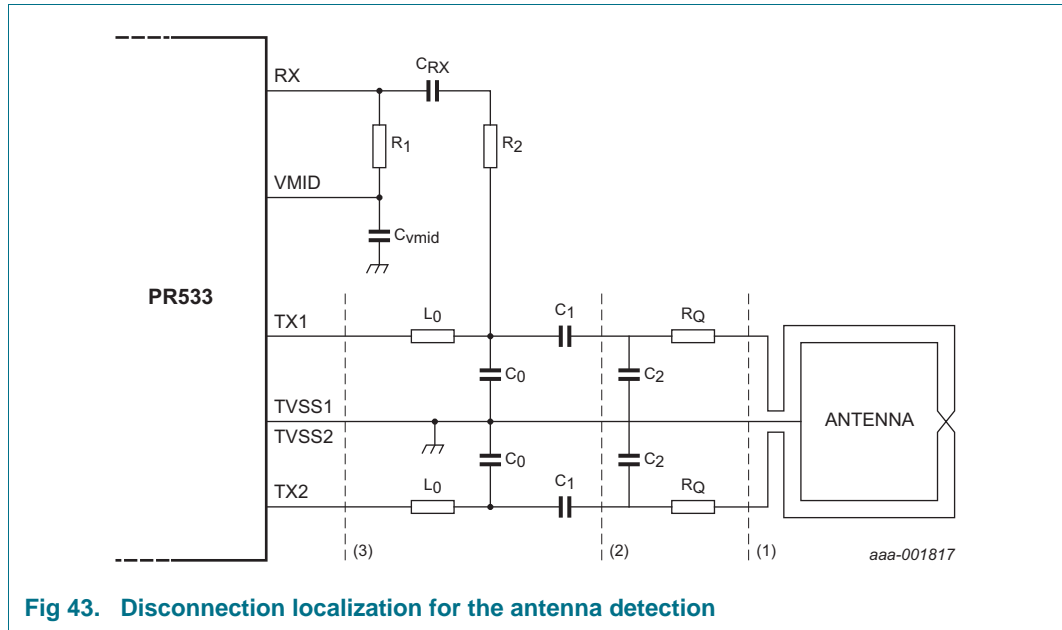 CRX
RX
R1
R2
VMID
Cvmid
PR533
TX1
L0
C1
RQ
C0
C2
TVSS1
TVSS2
ANTENNA
C0
C2
TX2
L0
C1
RQ
(3)
(2)
(1)
aaa-001817
Fig 43. Disconnection localization for the antenna detection